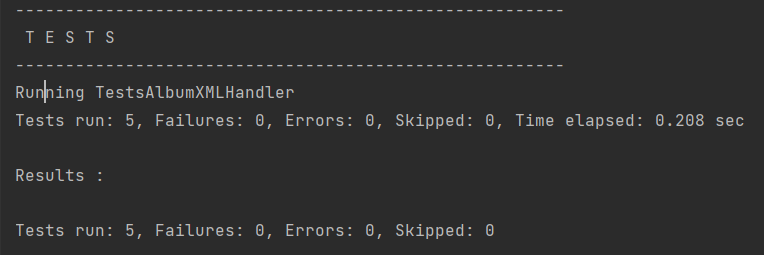 -------------------------------------------------------
T E S T S
-------------------------------------------------------
Running TestsAlbumXMLHandler
Tests run: 5, Failures: 0, Errors: 0, Skipped: 0, Time elapsed: 0.208 sec
Results :
Tests run: 5, Failures: 0, Errors: 0, Skipped: 0